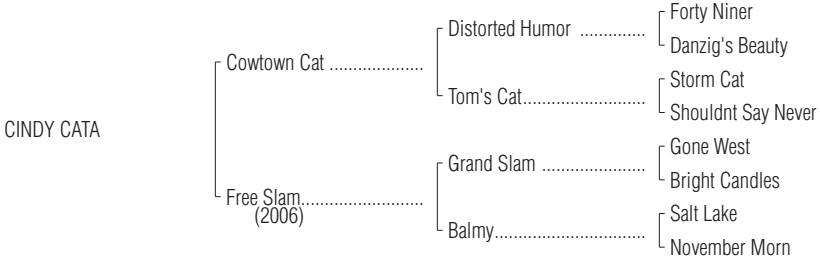 Forty Niner
Distorted Humor ..............
Danzig's Beauty
Cowtown Cat ....................
Storm Cat
Tom's Cat..........................
Shouldnt Say Never
CINDY CATA
Gone West
Grand Slam ......................
Bright Candles
Free Slam..........................
(2006)
Salt Lake
Balmy................................
November Morn